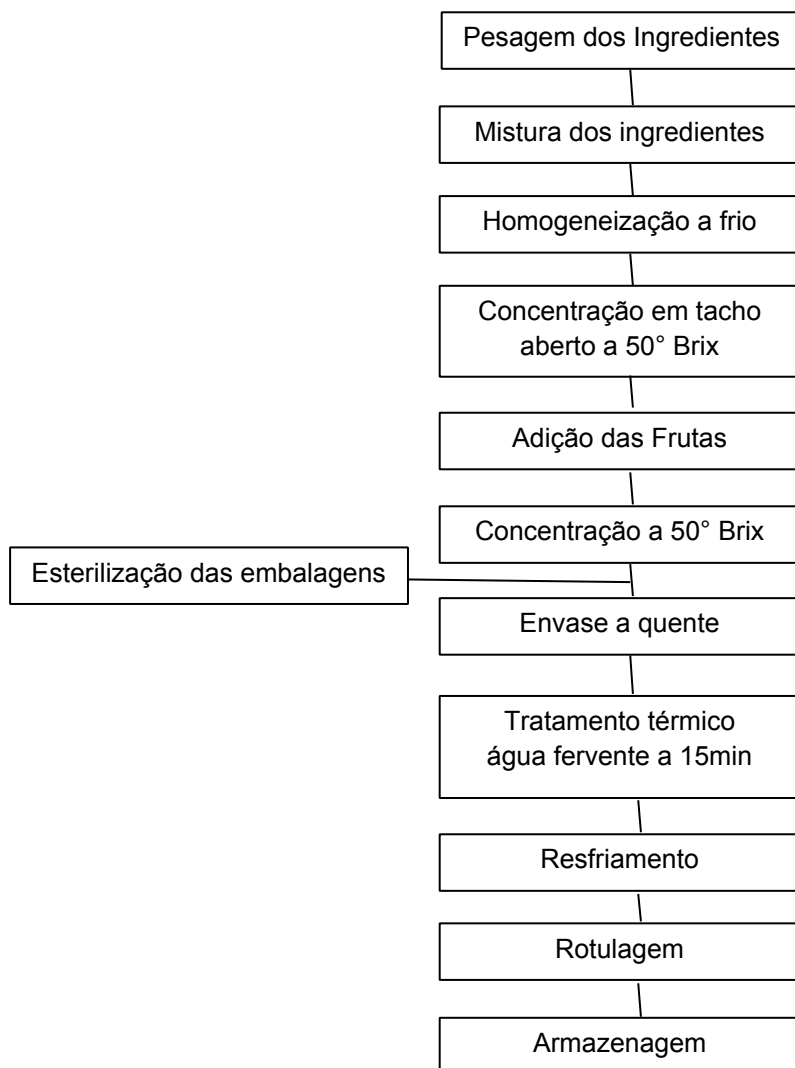 Pesagem dos Ingredientes
Mistura dos ingredientes
Homogeneização a frio
Concentração em tacho
aberto a 50° Brix
Adição das Frutas
Concentração a 50° Brix
Esterilização das embalagens
Envase a quente
Tratamento térmico
água fervente a 15min
Resfriamento
Rotulagem
Armazenagem